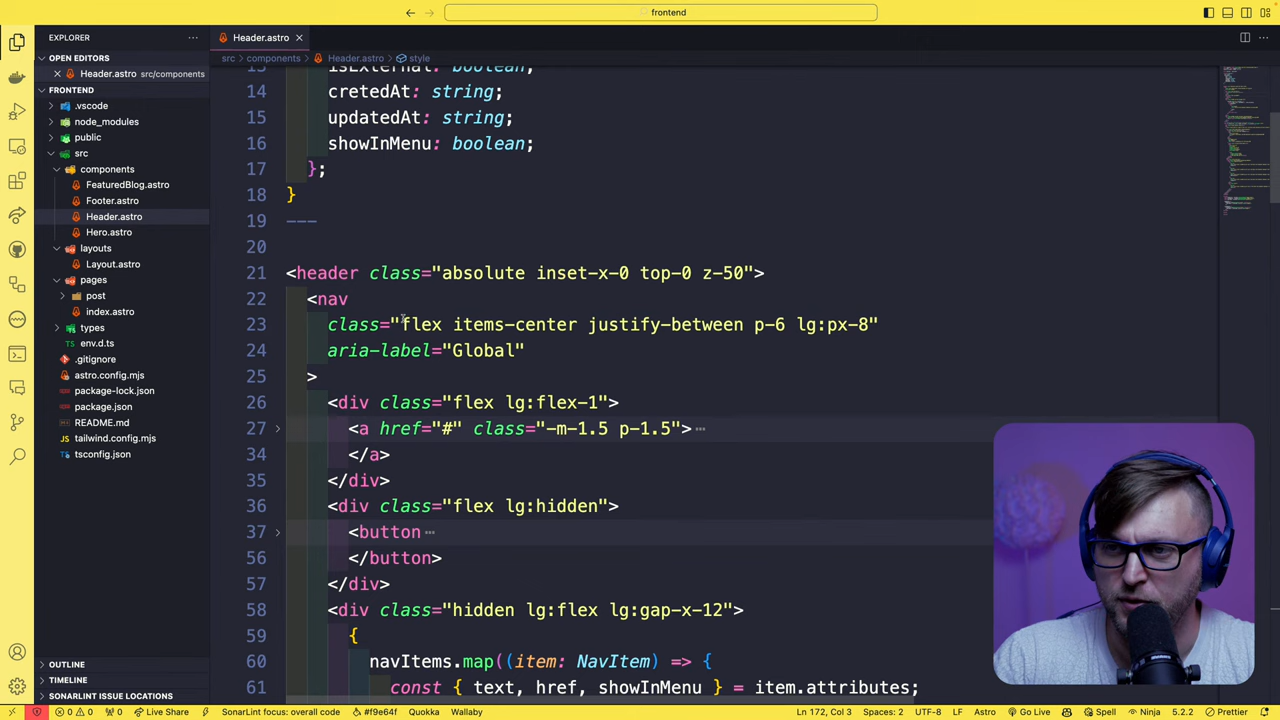 frontend
EXPLORER
OPEN EDITORS
Header.astro src/components
FRONTEND
.vscode
node_modules
public
src
components
FeaturedBlog.astro
Footer.astro
Header.astro
Hero.astro
layouts
Layout.astro
pages
post
index.astro
types
env.d.ts
.gitignore
astro.config.mjs
package-lock.json
package.json
README.md
tailwind.config.mjs
tsconfig.json
OUTLINE
TIMELINE
SONARLINT ISSUE LOCATIONS
Header.astro
src > components > Header.astro > style
13 isExternal: boolean;
14 cretedAt: string;
15 updatedAt: string;
16 showInMenu: boolean;
17 };
18 }
19 ---
20
21 <header class="absolute inset-x-0 top-0 z-50">
22 <nav
23 class="flex items-center justify-between p-6 lg:px-8"
24 aria-label="Global"
25 >
26 <div class="flex lg:flex-1">
27 <a href="#" class="-m-1.5 p-1.5">
34 </a>
35 </div>
36 <div class="flex lg:hidden">
37 <button
56 </button>
57 </div>
58 <div class="hidden lg:flex lg:gap-x-12">
59 {
60 navItems.map((item: NavItem) => {
61 const { text, href, showInMenu } = item.attributes;
0 0 0 Live Share SonarLint focus: overall code #f9e64f Quokka Wallaby Ln 172, Col 3 Spaces: 2 UTF-8 LF Astro Go Live Spell Ninja 5.2.2 Prettier